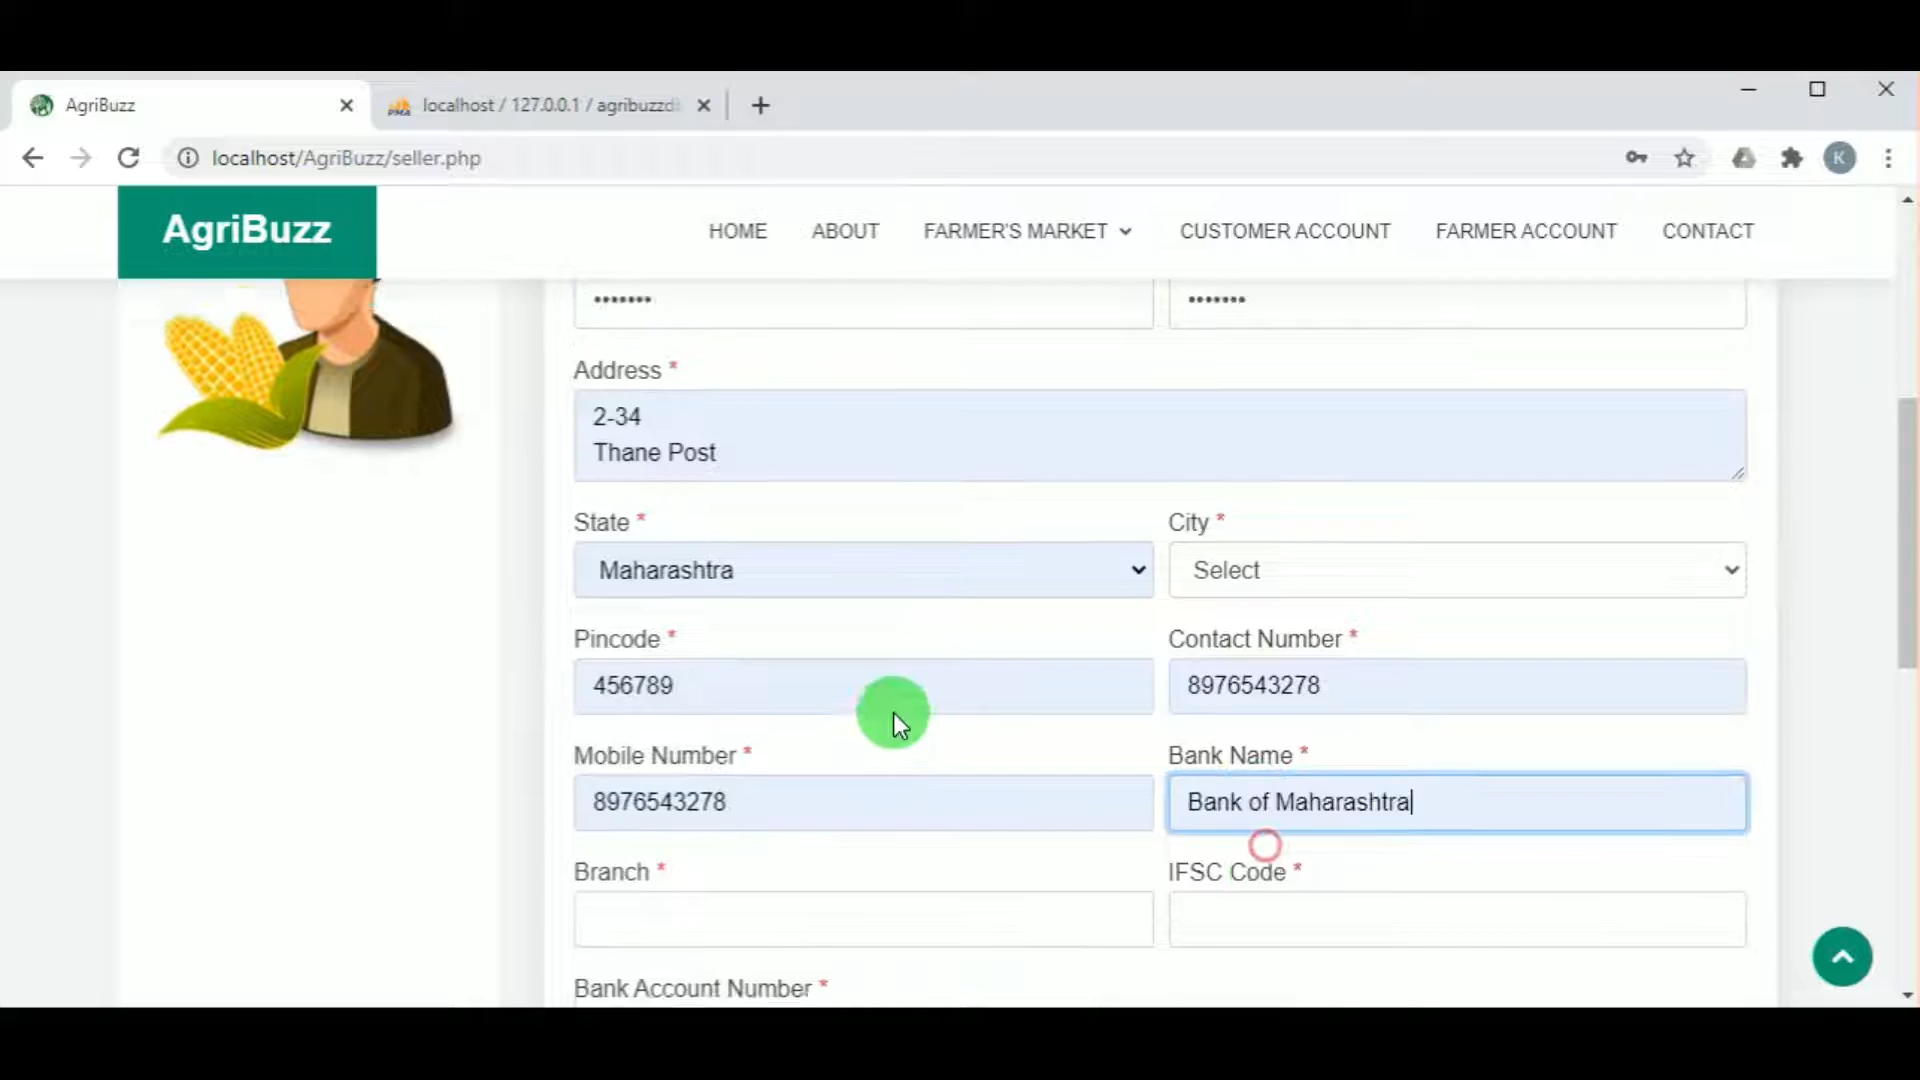 AgriBuzz
localhost / 127.0.0.1 / agribuzzd
localhost/AgriBuzz/seller.php
K
AgriBuzz
HOME
ABOUT
FARMER'S MARKET
CUSTOMER ACCOUNT
FARMER ACCOUNT
CONTACT
•••••••
•••••••
Address *
2-34
Thane Post
State *
City *
Maharashtra
Select
Pincode *
Contact Number *
456789
8976543278
Mobile Number *
Bank Name *
8976543278
Bank of Maharashtra
Branch *
IFSC Code *
Bank Account Number *